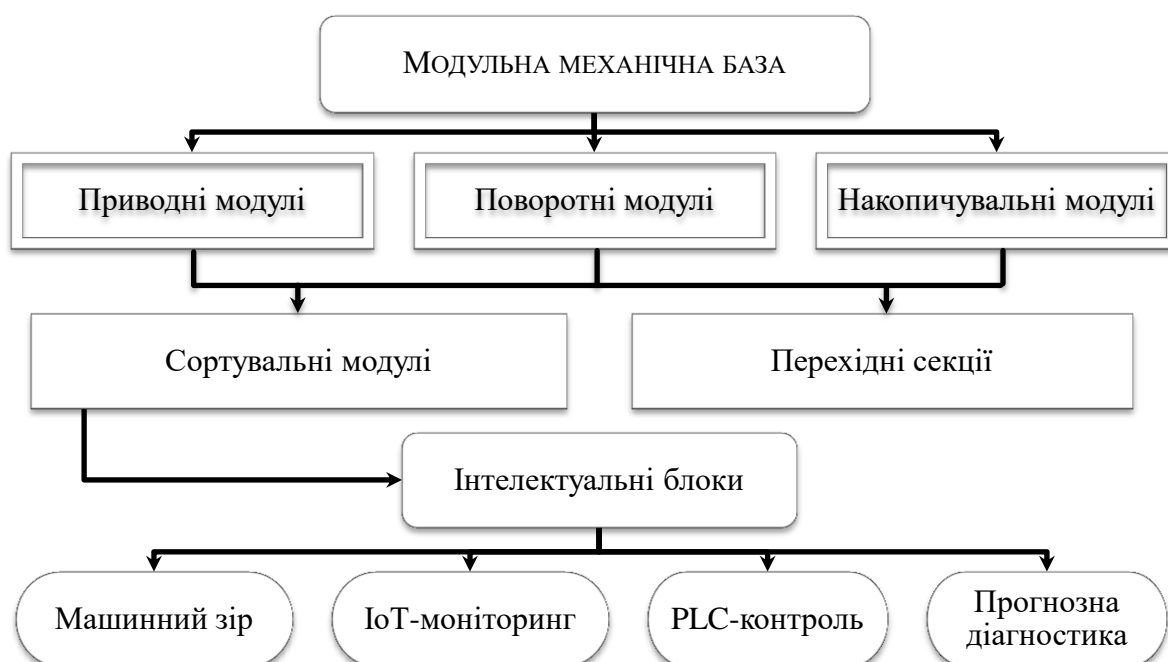 МОДУЛЬНА МЕХАНІЧНА БАЗА
Приводні модулі
Поворотні модулі
Накопичувальні модулі
Сортувальні модулі
Перехідні секції
Інтелектуальні блоки
Машинний зір
IoT-моніторинг
PLC-контроль
Прогнозна
діагностика